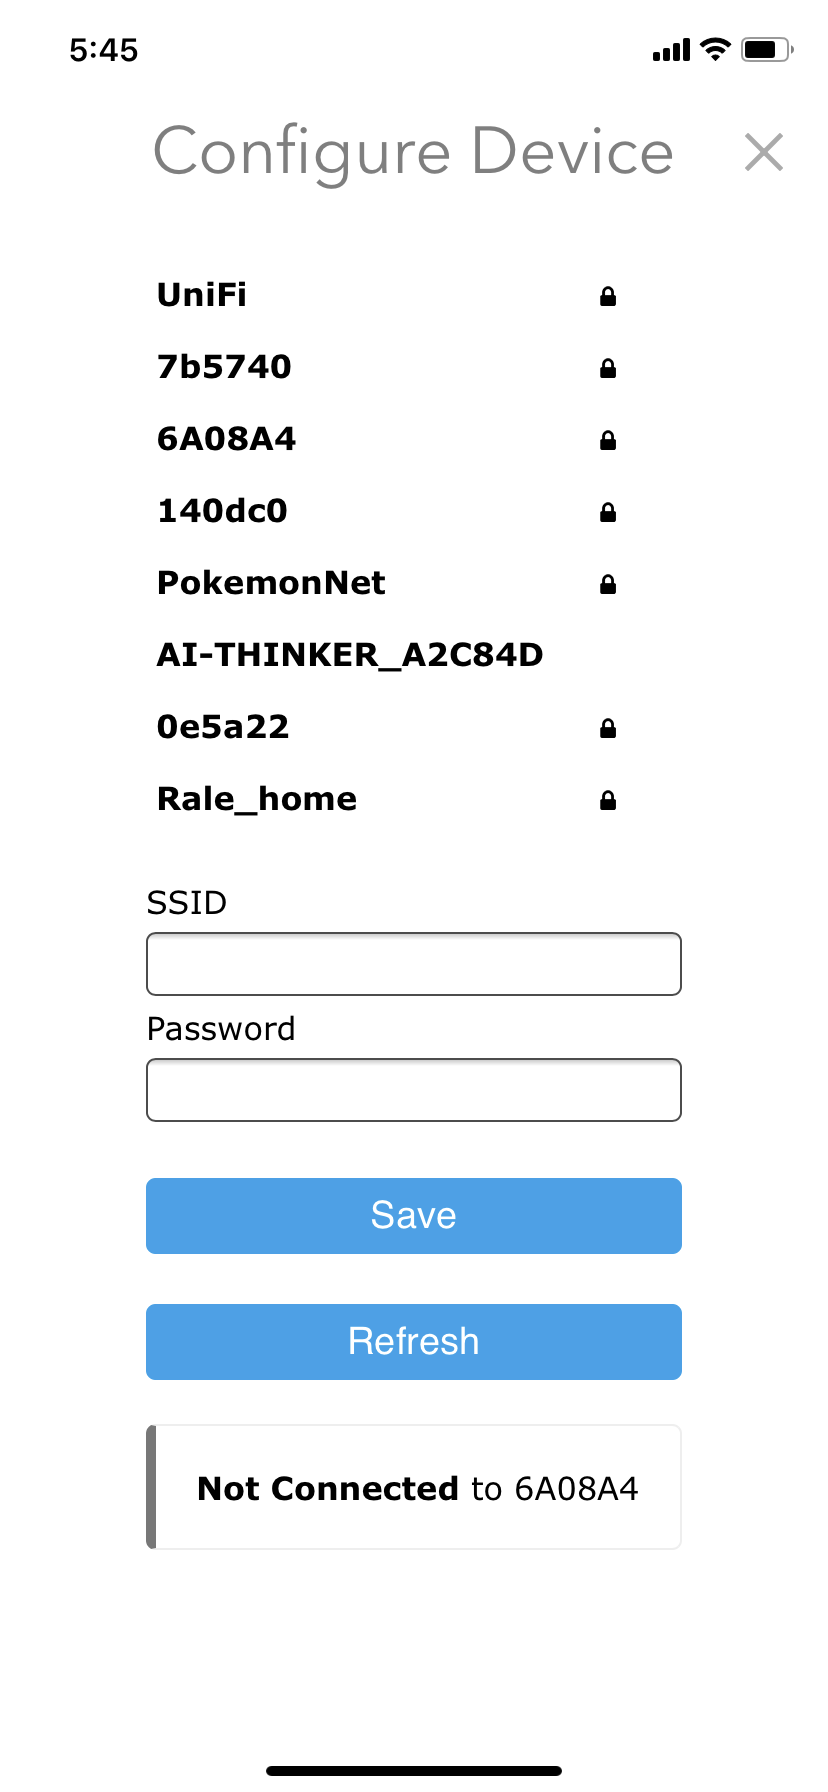 5:45
Configure Device
UniFi
7b5740
6A08A4
140dc0
PokemonNet
AI-THINKER_A2C84D
0e5a22
Rale_home
SSID
Password
Save
Refresh
Not Connected to 6A08A4